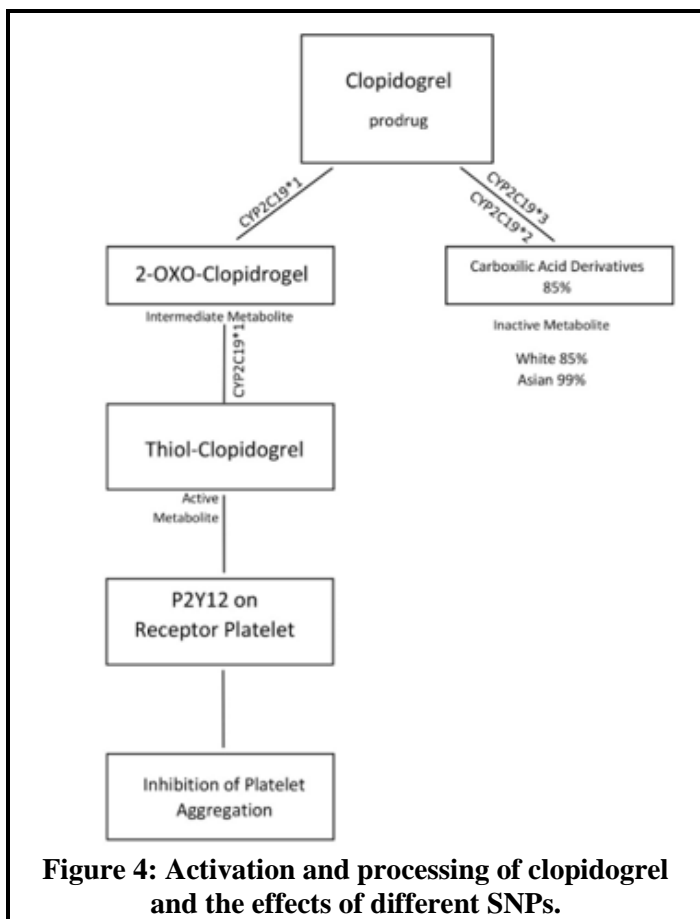 Clopidogrel
prodrug
CYP2C19*1
CYP2C19*3
CYP2C19*2
2-OXO-Clopidrogel
Intermediate Metabolite
Carboxilic Acid Derivatives
85%
Inactive Metabolite
White 85%
Asian 99%
CYP2C19*1
Thiol-Clopidogrel
Active
Metabolite
P2Y12 on
Receptor Platelet
Inhibition of Platelet
Aggregation
Figure 4: Activation and processing of clopidogrel
and the effects of different SNPs.